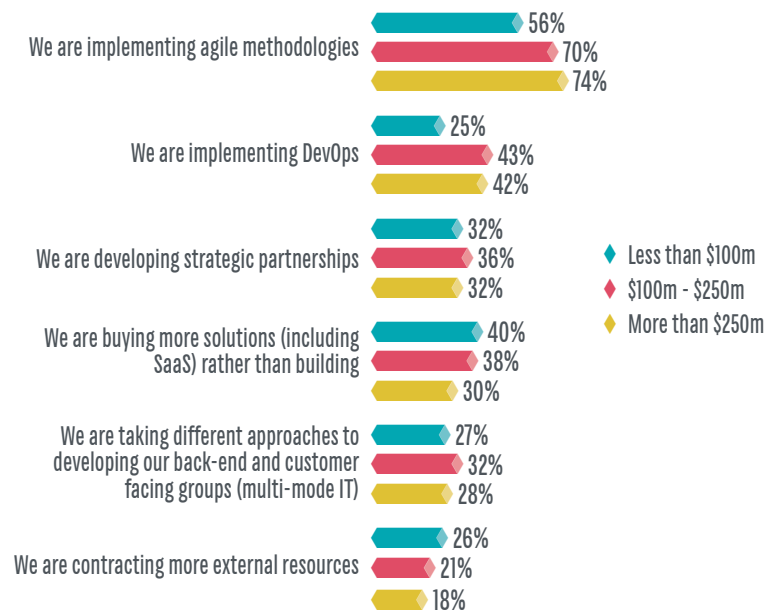 56%
We are implementing agile methodologies
70%
74%
25%
We are implementing DevOps
43%
42%
32%
We are developing strategic partnerships
36%
32%
Less than $100m
$100m - $250m
More than $250m
We are buying more solutions (including
SaaS) rather than building
40%
38%
30%
We are taking different approaches to
developing our back-end and customer
facing groups (multi-mode IT)
27%
32%
28%
26%
We are contracting more external resources
21%
18%